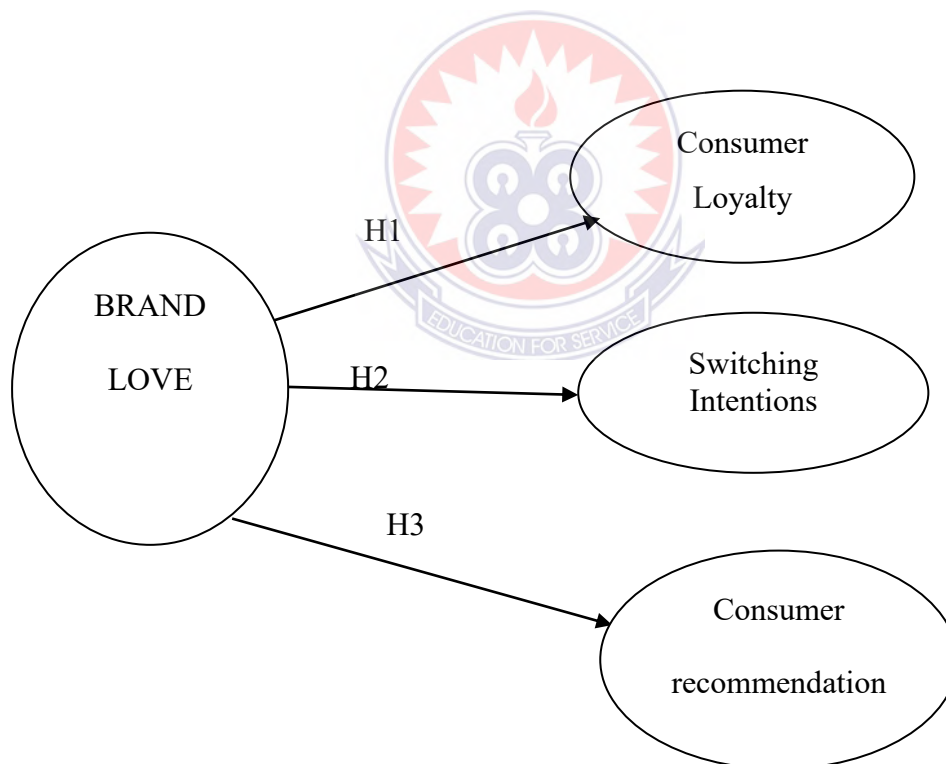 Consumer
Loyalty
H1
BRAND
LOVE
EDUCATION FOR SERVICE
H2
Switching
Intentions
H3
Consumer
recommendation